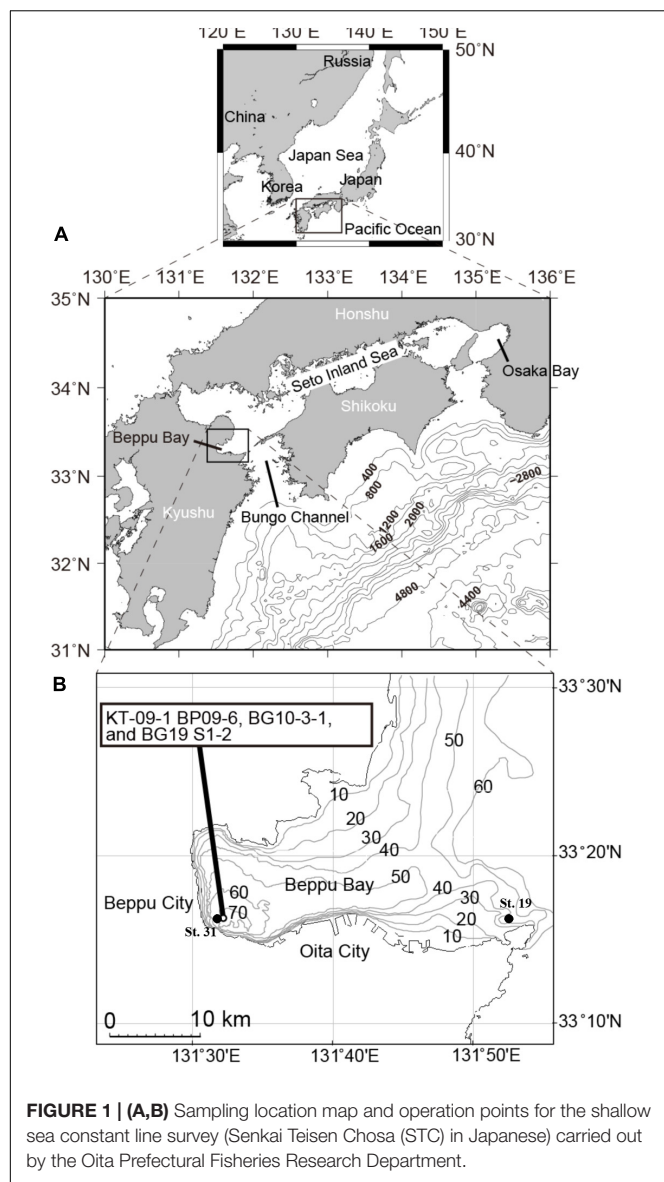 120 E 130 E 140 E 150 E
50°N
Russia
China
40°N
Japan Sea
Korea
Japan
Pacific Ocean
30°N
A
130°E 131°E 132°E 133°E 134°E 135°E 136°E
35°N
Honshu
Seto Inland Sea
Osaka Bay
34°N
Shikoku
Beppu Bay
33°N
400
800
1200
2000
1600
2800
Bungo Channel
Kyushu
32°N
4800
4400
31°N
B
33°30'N
KT-09-1 BP09-6, BG10-3-1,
and BG19 S1-2
50
60
10
20
30
40
33°20'N
Beppu City
60
70
Beppu Bay
50
40
30
20
10
St. 19
St. 31
Oita City
0 10 km
33°10'N
131°30'E 131°40'E 131°50'E
FIGURE 1 | (A,B) Sampling location map and operation points for the shallow
sea constant line survey (Senkai Teisen Chosa (STC) in Japanese) carried out
by the Oita Prefectural Fisheries Research Department.